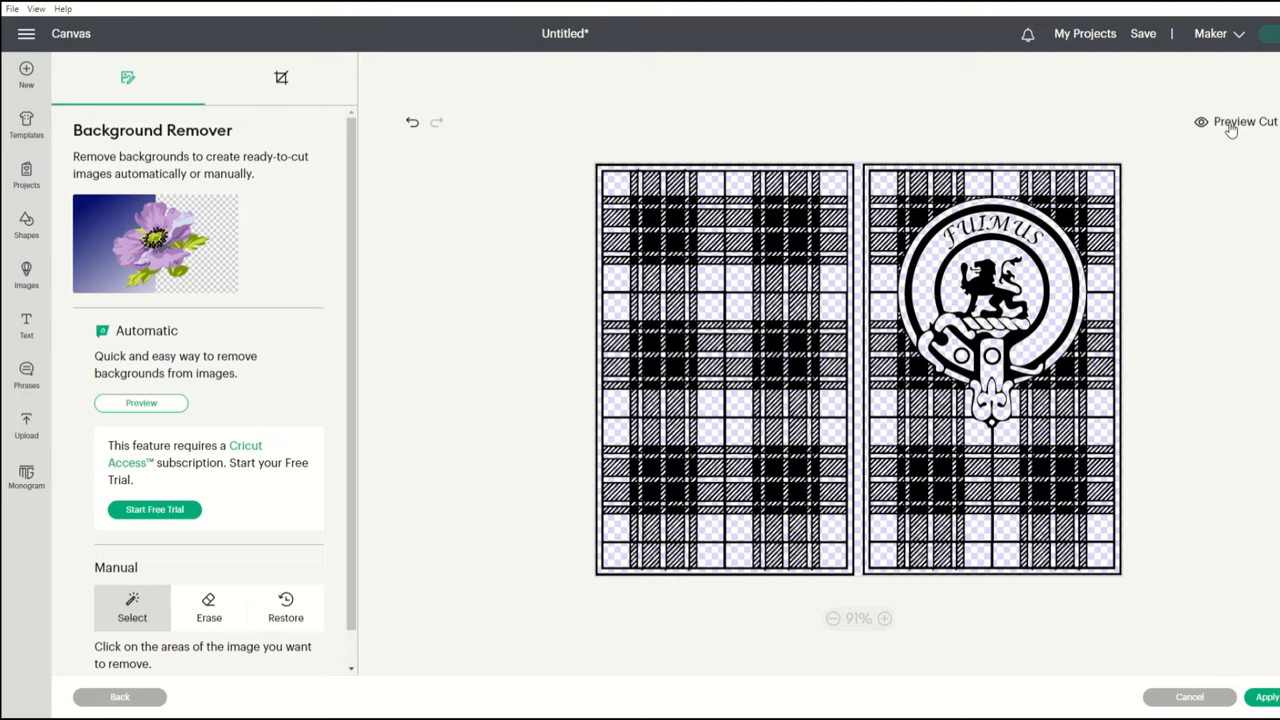 File View Help
Canvas
Untitled*
My Projects Save | Maker
New
Templates
Projects
Shapes
Images
Text
Phrases
Upload
Monogram
Background Remover
Remove backgrounds to create ready-to-cut
images automatically or manually.
Automatic
Quick and easy way to remove
backgrounds from images.
Preview
This feature requires a Cricut
Access™ subscription. Start your Free
Trial.
Start Free Trial
Manual
Select Erase Restore
Click on the areas of the image you want
to remove.
Preview Cut
FUIMUS
91%
Back
Cancel
Apply